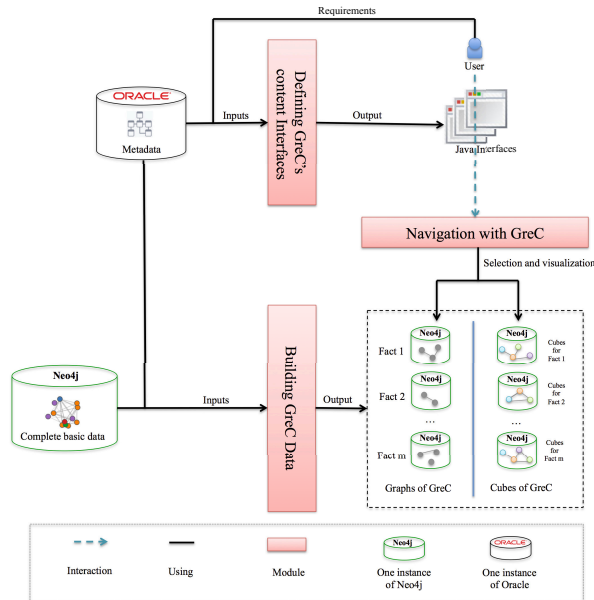 Requirements
User
ORACLE
Metadata
Inputs
Defining GreC's
content Interfaces
Output
Java Interfaces
Navigation with GreC
Selection and visualization
Neo4j
Complete basic data
Inputs
Building GreC Data
Output
Fact 1
Neo4j
Neo4j
Cubes
for
Fact 1
Fact 2
Neo4j
Neo4j
Cubes
for
Fact 2
...
...
Fact m
Neo4j
Neo4j
Cubes
for
Fact m
Graphs of GreC
Cubes of GreC
Interaction
Using
Module
Neo4j
One instance
of Neo4j
ORACLE
One instance
of Oracle